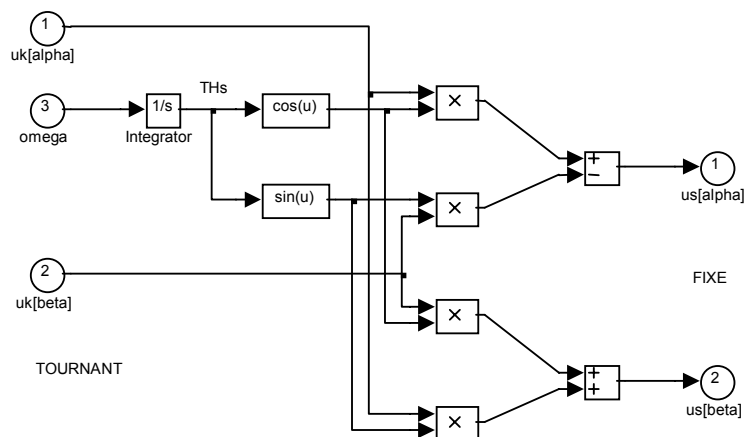 1
uk[alpha]
3
omega
1/s
Integrator
THs
cos(u)
sin(u)
×
×
+
−
1
us[alpha]
2
uk[beta]
FIXE
×
×
+
+
2
us[beta]
TOURNANT